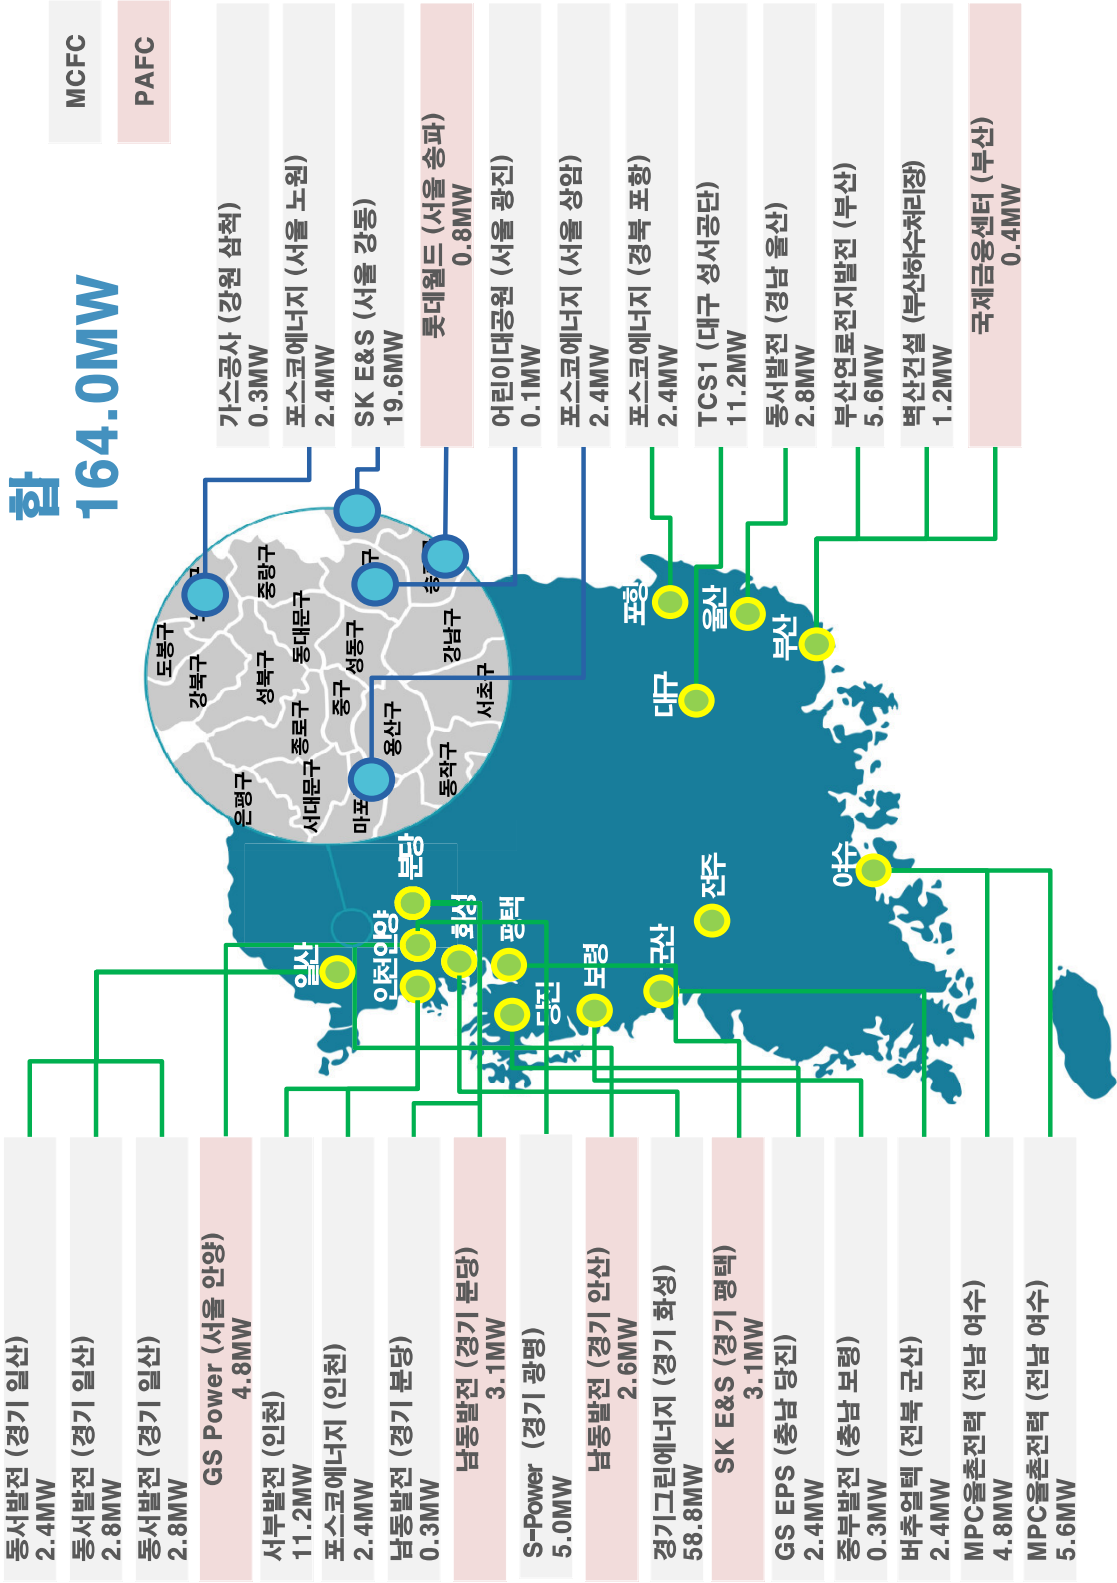 합
164.0MW
MCFC
PAFC
동서발전 (경기 일산)
2.4MW
동서발전 (경기 일산)
2.8MW
동서발전 (경기 일산)
2.8MW
GS Power (서울 안양)
4.8MW
서부발전 (인천)
11.2MW
포스코에너지 (인천)
2.4MW
남동발전 (경기 분당)
0.3MW
남동발전 (경기 분당)
3.1MW
S-Power (경기 광명)
5.0MW
남동발전 (경기 안산)
2.6MW
경기그린에너지 (경기 화성)
58.8MW
SK E&S (경기 평택)
3.1MW
GS EPS (충남 당진)
2.4MW
중부발전 (충남 보령)
0.3MW
버추얼텍 (전북 군산)
2.4MW
MPC율촌전력 (전남 여수)
4.8MW
MPC율촌전력 (전남 여수)
5.6MW
가스공사 (강원 삼척)
0.3MW
포스코에너지 (서울 노원)
2.4MW
SK E&S (서울 강동)
19.6MW
롯데월드 (서울 송파)
0.8MW
어린이대공원 (서울 광진)
0.1MW
포스코에너지 (서울 상암)
2.4MW
포스코에너지 (경북 포항)
2.4MW
TCS1 (대구 성서공단)
11.2MW
동서발전 (경남 울산)
2.8MW
부산연료전지발전 (부산)
5.6MW
벽산건설 (부산하수처리장)
1.2MW
국제금융센터 (부산)
0.4MW
도봉구
강북구
중랑구
은평구
성북구
동대문구
종로구
서대문구
성동구
중구
마포
용산구
강남구
동작구
서초구
일산
인천
안양
분당
화성
평택
당진
보령
군산
전주
여수
대구
포항
울산
부산